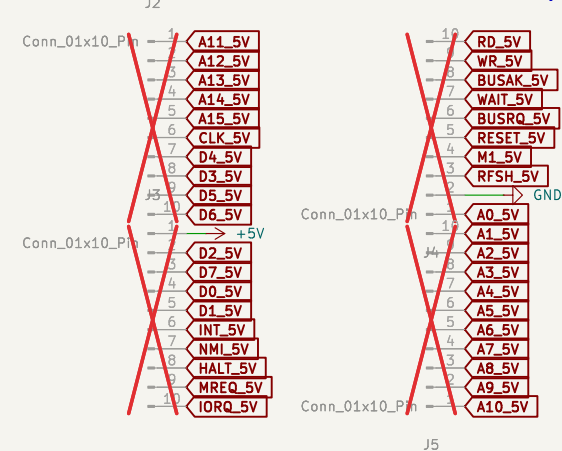 J2
Conn_01x10_Pin
1 A11_5V
A12_5V
3 A13_5V
4 A14_5V
5 A15_5V
6 CLK_5V
7 D4_5V
8 D3_5V
J3 9 D5_5V
10 D6_5V
1 +5V
Conn_01x10_Pin
D2_5V
3 D7_5V
4 D0_5V
5 D1_5V
6 INT_5V
7 NMI_5V
8 HALT_5V
9 MREQ_5V
10 IORQ_5V
10 RD_5V
9 WR_5V
8 BUSAK_5V
7 WAIT_5V
6 BUSRQ_5V
5 RESET_5V
4 M1_5V
3 RFSH_5V
2 GND
Conn_01x10_Pin
1 A0_5V
10 A1_5V
J4 9 A2_5V
8 A3_5V
7 A4_5V
6 A5_5V
5 A6_5V
4 A7_5V
3 A8_5V
2 A9_5V
Conn_01x10_Pin
1 A10_5V
J5